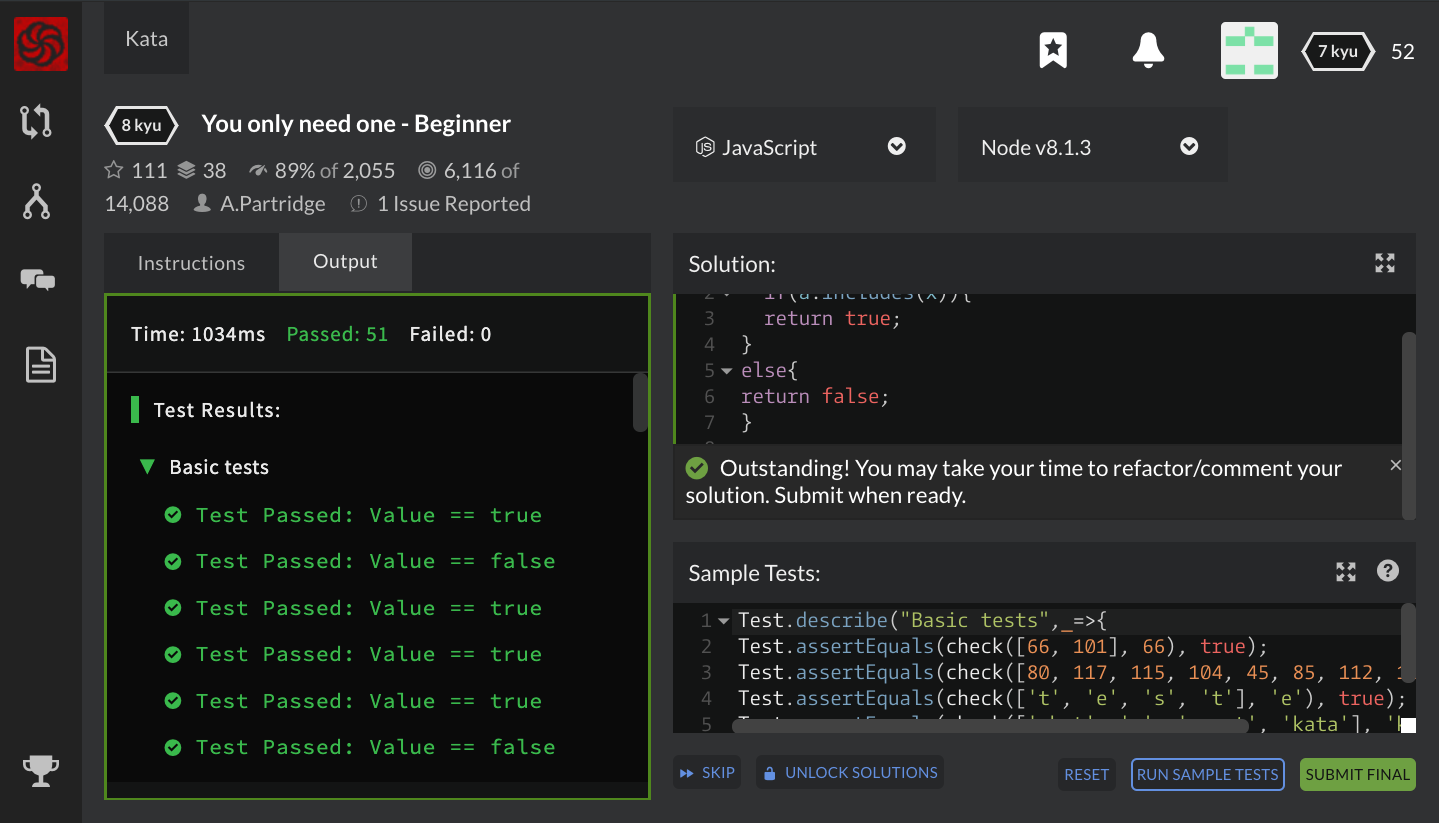 Kata
7 kyu 52
8 kyu You only need one - Beginner
111 38 89% of 2,055 6,116 of
14,088 A.Partridge 1 Issue Reported
JavaScript
Node v8.1.3
Instructions Output
Time: 1034ms Passed: 51 Failed: 0
Test Results:
Basic tests
Test Passed: Value == true
Test Passed: Value == false
Test Passed: Value == true
Test Passed: Value == true
Test Passed: Value == true
Test Passed: Value == false
Solution:
2 if(a.includes(x)){
3 return true;
4 }
5 else{
6 return false;
7 }
Outstanding! You may take your time to refactor/comment your
solution. Submit when ready.
Sample Tests:
1 Test.describe("Basic tests",_=>{
2 Test.assertEquals(check([66, 101], 66), true);
3 Test.assertEquals(check([80, 117, 115, 104, 45, 85, 112,
4 Test.assertEquals(check(['t', 'e', 's', 't'], 'e'), true);
5 'kata'],
SKIP UNLOCK SOLUTIONS RESET RUN SAMPLE TESTS SUBMIT FINAL